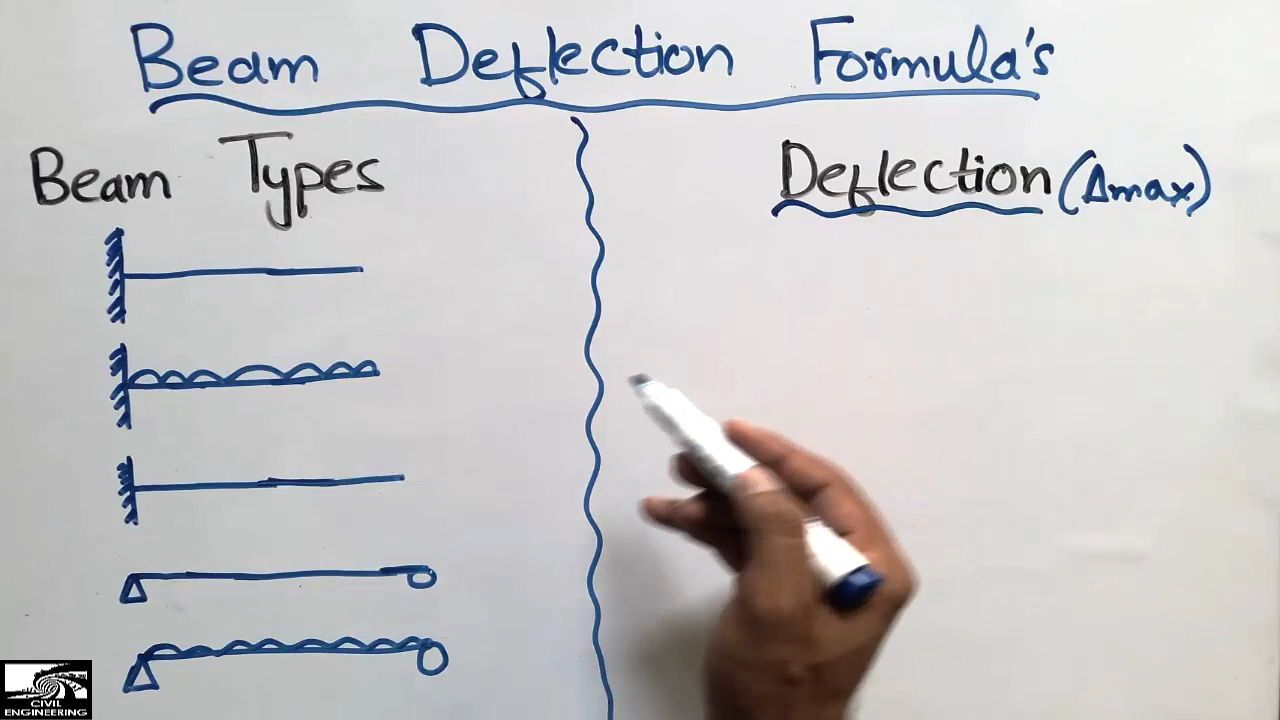 Beam Deflection Formula's
Beam Types
Deflection (Δmax)
CIVIL
ENGINEERING